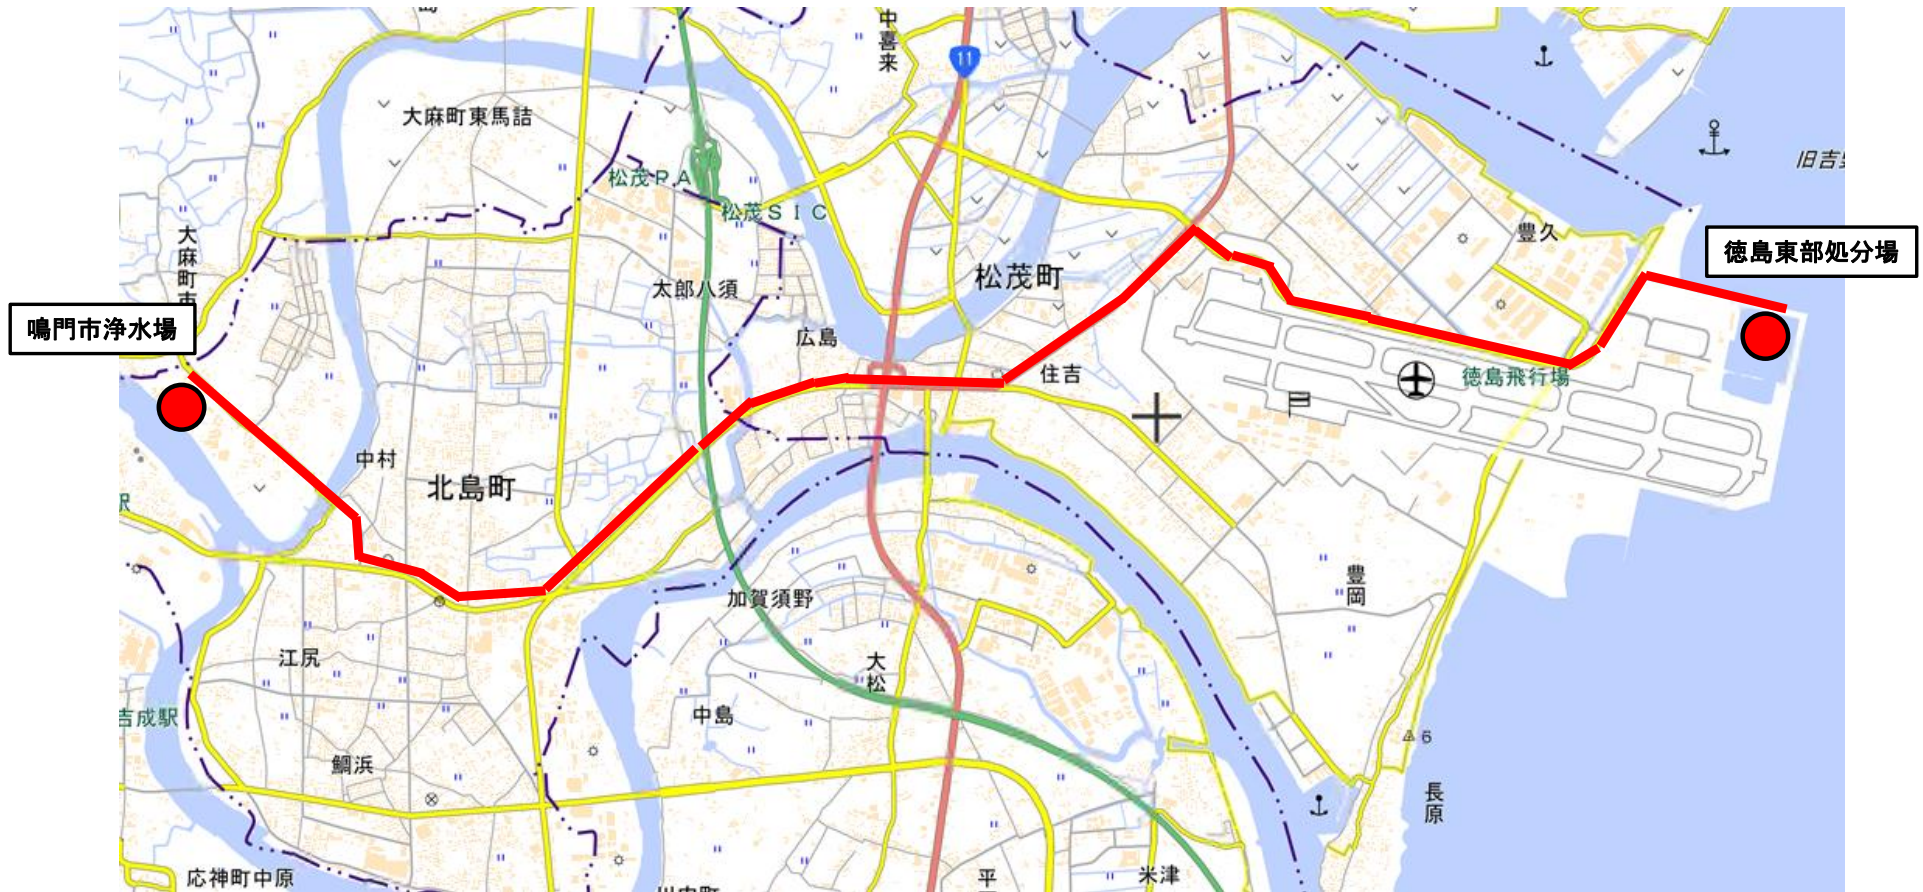 中喜来
11
大麻町東馬詰
松茂PA
松茂SIC
旧吉
大麻町
豊久
徳島東部処分場
松茂町
太郎八須
鳴門市浄水場
広島
住吉
徳島飛行場
中村
北島町
豊岡
加賀須野
江尻
大松
中島
吉成駅
6
鯛浜
長原
応神町中原
米津
平